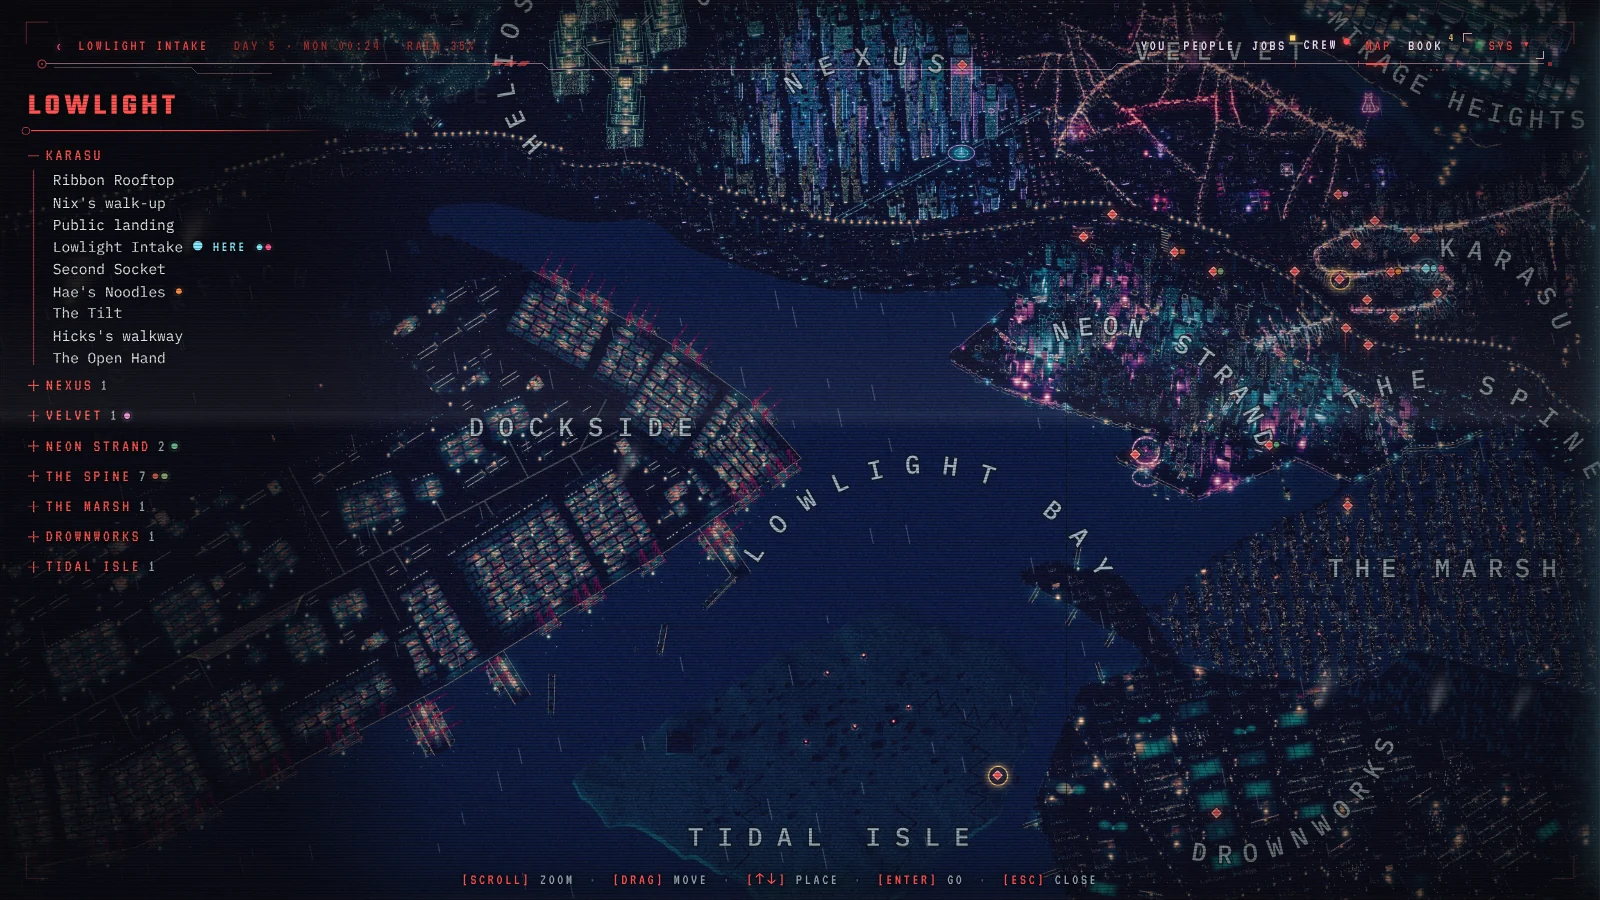 ‹ LOWLIGHT INTAKE DAY 5 · MON 00:24 RAIN 35%
YOU PEOPLE JOBS CREW MAP BOOK 4 SYS
LOWLIGHT
— KARASU
Ribbon Rooftop
Nix's walk-up
Public landing
Lowlight Intake HERE
Second Socket
Hae's Noodles
The Tilt
Hicks's walkway
The Open Hand
+ NEXUS 1
+ VELVET 1
+ NEON STRAND 2
+ THE SPINE 7
+ THE MARSH 1
+ DROWNWORKS 1
+ TIDAL ISLE 1
NEXUS
VELVET
KARASU
NEON STRAND
THE SPINE
DOCKSIDE
LOWLIGHT BAY
THE MARSH
TIDAL ISLE
DROWNWORKS
[SCROLL] ZOOM · [DRAG] MOVE · [↑↓] PLACE · [ENTER] GO · [ESC] CLOSE